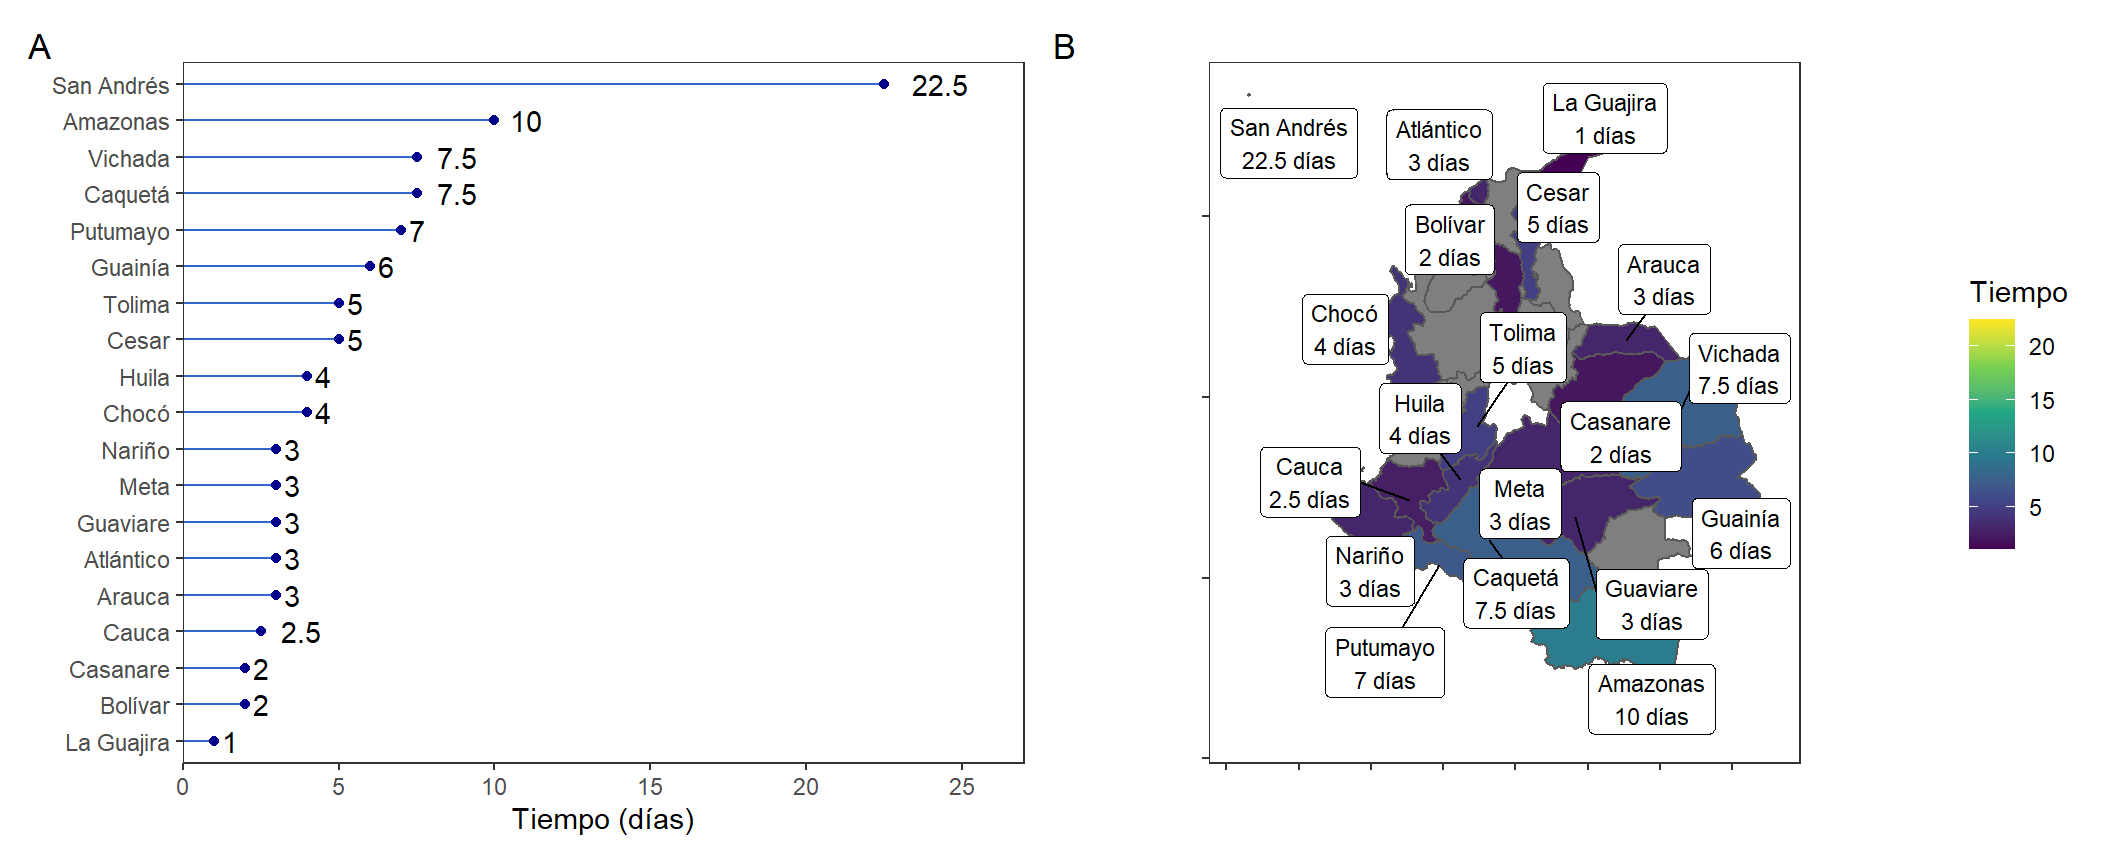 A
San Andrés 22.5
Amazonas 10
Vichada 7.5
Caquetá 7.5
Putumayo 7
Guainía 6
Tolima 5
Cesar 5
Huila 4
Chocó 4
Nariño 3
Meta 3
Guaviare 3
Atlántico 3
Arauca 3
Cauca 2.5
Casanare 2
Bolívar 2
La Guajira 1
0 5 10 15 20 25
Tiempo (días)
B
San Andrés
22.5 días
Atlántico
3 días
La Guajira
1 días
Cesar
5 días
Bolívar
2 días
Arauca
3 días
Chocó
4 días
Tolima
5 días
Vichada
7.5 días
Huila
4 días
Casanare
2 días
Cauca
2.5 días
Meta
3 días
Guainía
6 días
Nariño
3 días
Caquetá
7.5 días
Guaviare
3 días
Putumayo
7 días
Amazonas
10 días
Tiempo
20
15
10
5